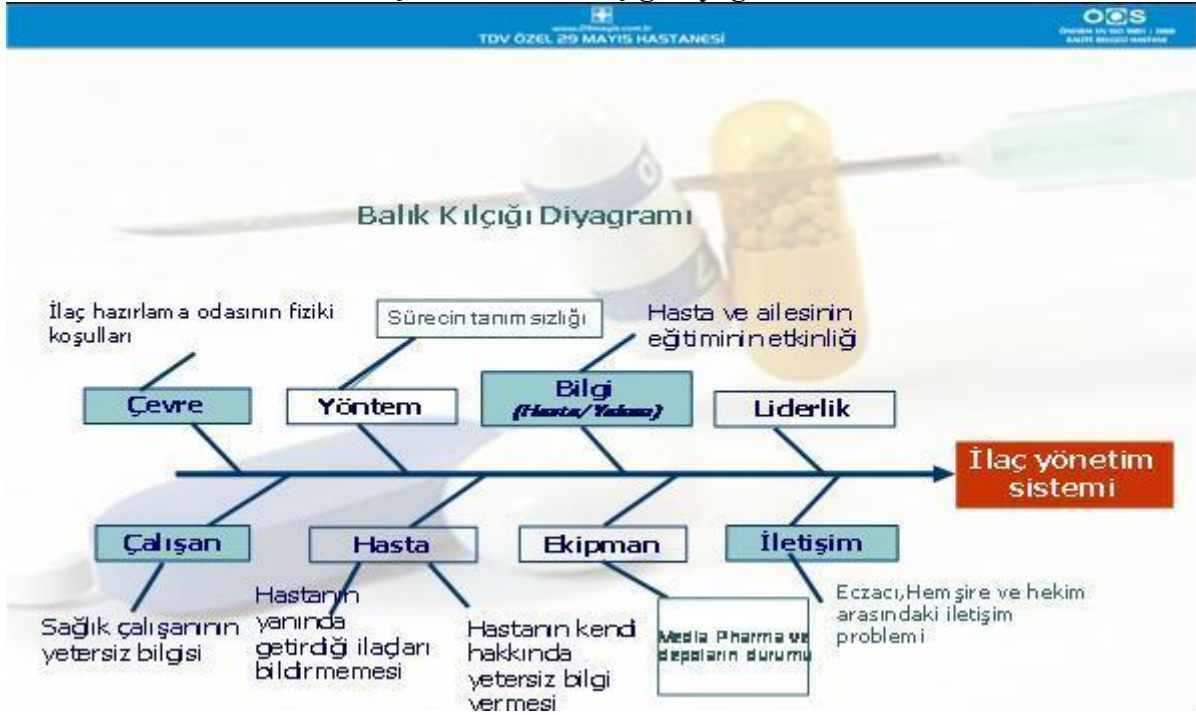 TDV ÖZEL 29 MAYIS HASTANESİ
Balık Kılçığı Diyagramı
İlaç hazırlama odasının fiziki
koşulları
Sürecin tanımsızlığı
Hasta ve ailesinin
eğitiminin etkinliği
Çevre
Yöntem
Bilgi
(Hasta/Yakını)
Liderlik
İlaç yönetim
sistemi
Çalışan
Hasta
Ekipman
İletişim
Sağlık çalışanının
yetersiz bilgisi
Hastanın
yanında
getirdiği ilaçları
bildirmemesi
Hastanın kendi
hakkında
yetersiz bilgi
vermesi
Media Pharma ve
depoların durumu
Eczacı,Hemşire ve hekim
arasındaki iletişim
problemi